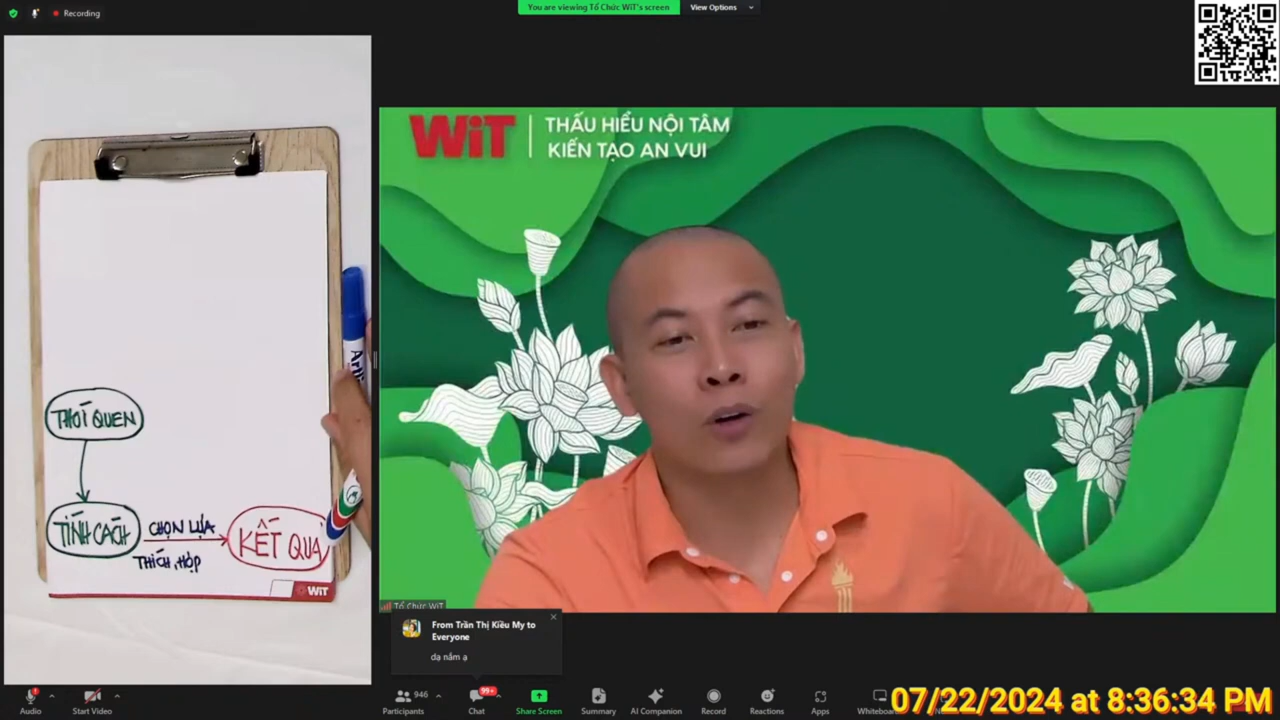 Recording
You are viewing Tổ Chức WiT's screen
View Options
WiT
THẤU HIỂU NỘI TÂM
KIẾN TẠO AN VUI
THÓI QUEN
TÍNH CÁCH
CHỌN LỰA
THÍCH HỢP
KẾT QUẢ
WiT
Tổ Chức WiT
From Trần Thị Kiều My to
Everyone
dạ nắm ạ
Audio
Start Video
946
Participants
99+
Chat
Share Screen
Summary
AI Companion
Record
Reactions
Apps
07/22/2024 at 8:36:34 PM